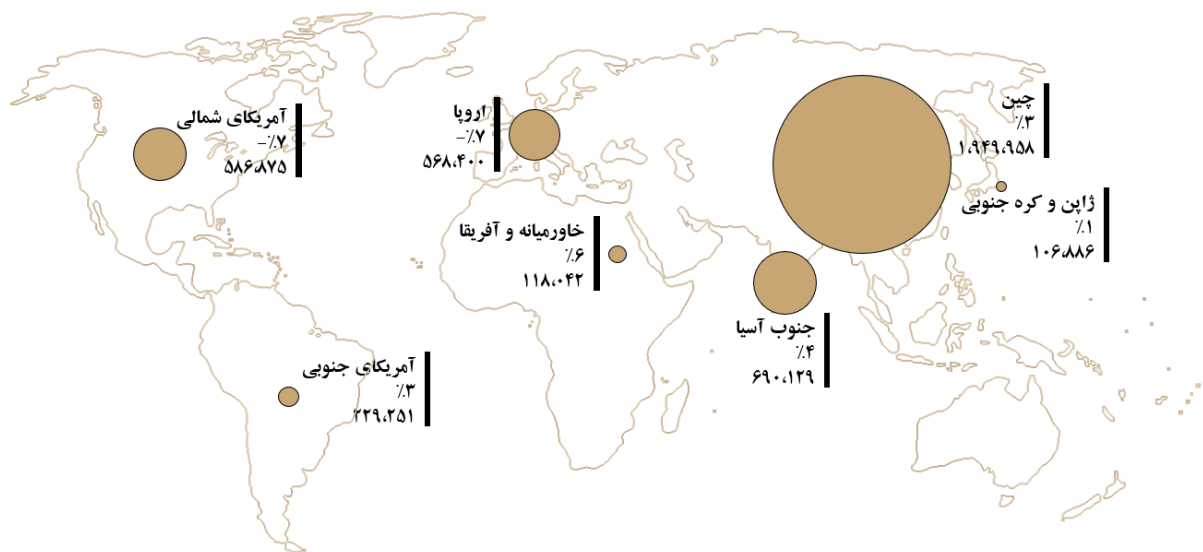 چین
٪۳
۱،۹۴۹،۹۵۸
ژاپن و کره جنوبی
٪۱
۱۰۶،۸۸۶
جنوب آسیا
٪۴
۶۹۰،۱۲۹
اروپا
-٪۷
۵۶۸،۴۰۰
خاورمیانه و آفریقا
٪۶
۱۱۸،۰۴۲
آمریکای شمالی
-٪۷
۵۸۶،۸۷۵
آمریکای جنوبی
٪۳
۲۲۹،۲۵۱